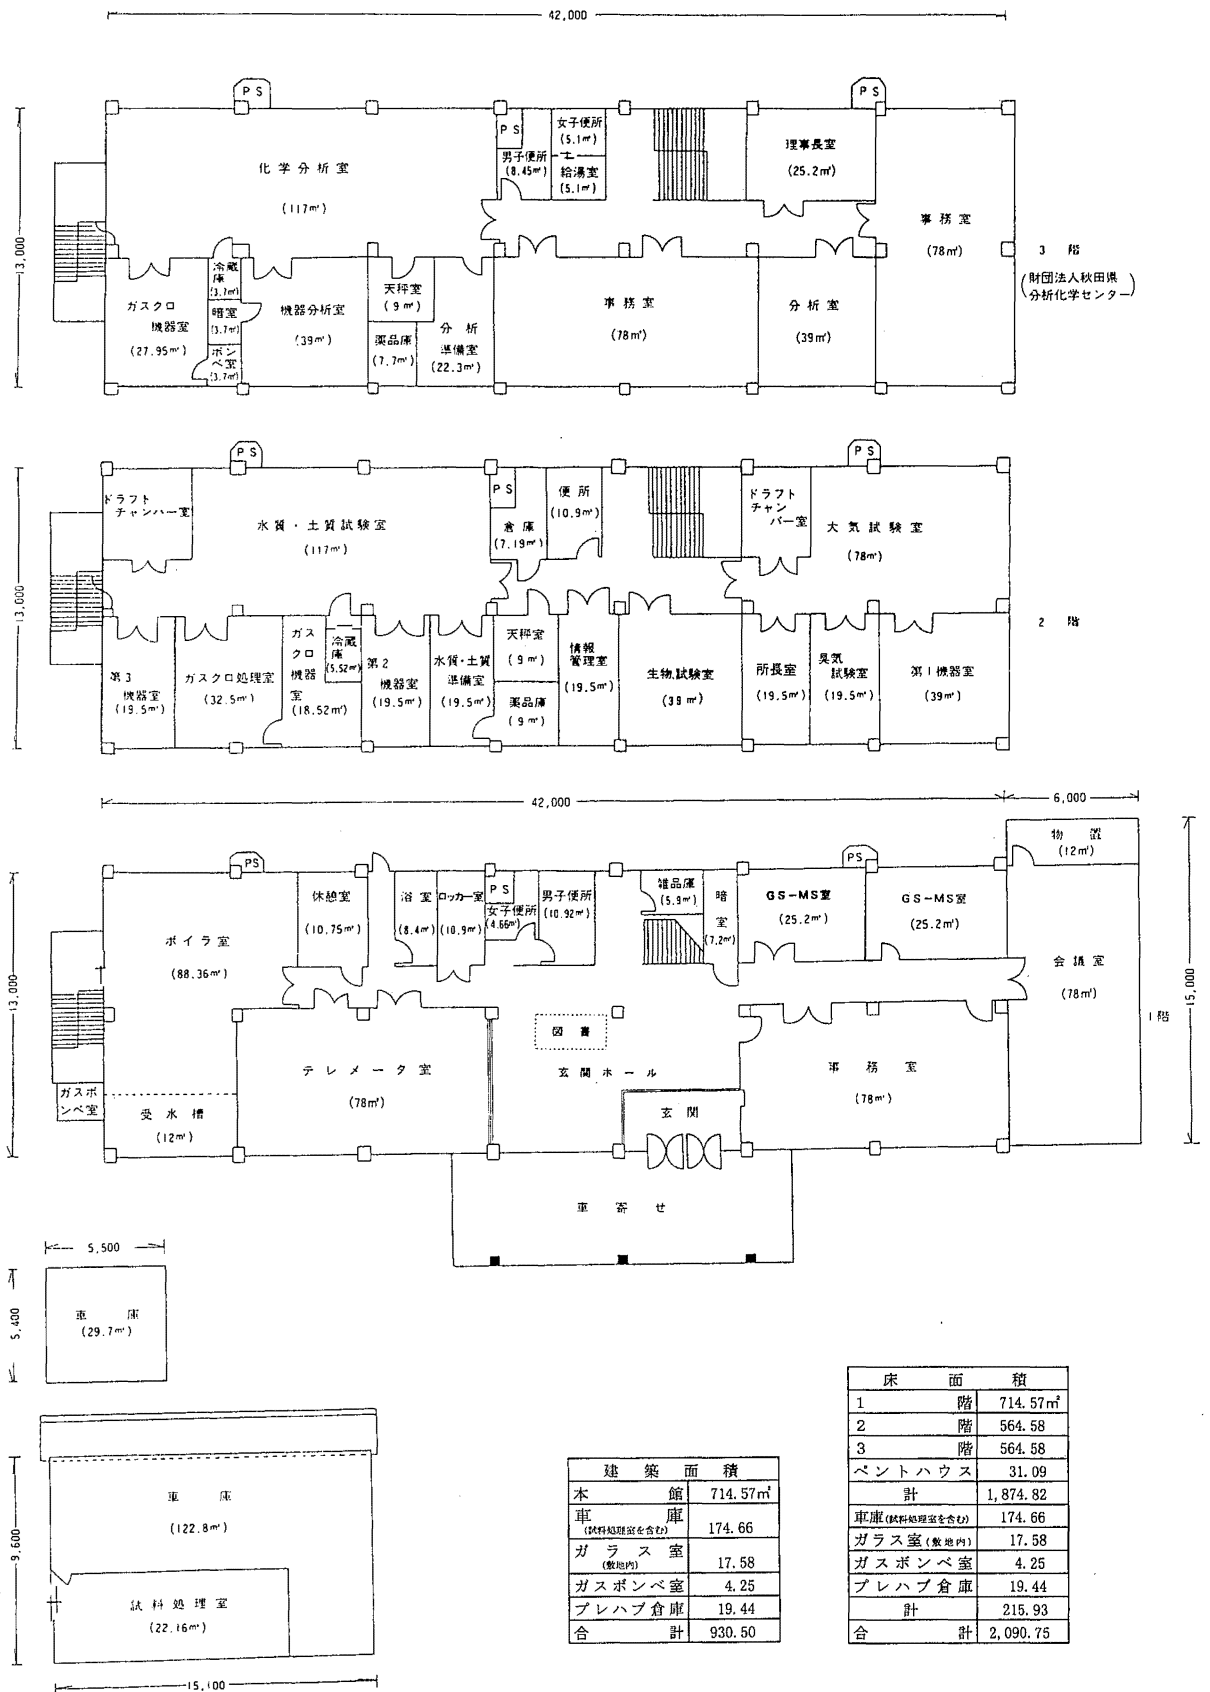 42,000
PS
PS
13,000
化学分析室
(117㎡)
PS
男子便所
(8.45㎡)
女子便所
(5.1㎡)
給湯室
(5.1㎡)
理事長室
(25.2㎡)
事務室
(78㎡)
3 階
(財団法人秋田県
分析化学センター)
ガスクロ
機器室
(27.95㎡)
冷蔵
庫
(3.7㎡)
暗室
(3.7㎡)
ボン
ベ室
(3.7㎡)
機器分析室
(39㎡)
天秤室
(9㎡)
薬品庫
(7.7㎡)
分析
準備室
(22.3㎡)
事務室
(78㎡)
分析室
(39㎡)
PS
PS
13,000
ドラフト
チャンバー室
水質・土質試験室
(117㎡)
PS
倉庫
(7.19㎡)
便所
(10.9㎡)
ドラフト
チャン
バー室
大気試験室
(78㎡)
2 階
第3
機器室
(19.5㎡)
ガスクロ処理室
(32.5㎡)
ガス
クロ
機器
室
(18.52㎡)
冷蔵
庫
(5.52㎡)
第2
機器室
(19.5㎡)
水質・土質
準備室
(19.5㎡)
天秤室
(9㎡)
薬品庫
(9㎡)
情報
管理室
(19.5㎡)
生物試験室
(39㎡)
所長室
(19.5㎡)
臭気
試験室
(19.5㎡)
第1機器室
(39㎡)
42,000
6,000
13,000
15,000
PS
PS
物置
(12㎡)
ボイラ室
(88.36㎡)
休憩室
(10.75㎡)
浴室
(8.4㎡)
ロッカー室
(10.9㎡)
PS
女子便所
(4.66㎡)
男子便所
(10.92㎡)
雑品庫
(5.9㎡)
暗
室
(7.2㎡)
GS-MS室
(25.2㎡)
GS-MS室
(25.2㎡)
会議室
(78㎡)
1階
ガスボ
ンベ室
受水槽
(12㎡)
テレメータ室
(78㎡)
図書
玄関ホール
玄関
事務室
(78㎡)
車寄せ
5,500
5,400
車庫
(29.7㎡)
9,600
車庫
(122.8㎡)
試料処理室
(22.16㎡)
15,100
建築面積
本館 714.57㎡
車庫 174.66
(試料処理室を含む)
ガラス室 17.58
(敷地内)
ガスボンベ室 4.25
プレハブ倉庫 19.44
合計 930.50
床面積
1階 714.57㎡
2階 564.58
3階 564.58
ペントハウス 31.09
計 1,874.82
車庫(試料処理室を含む) 174.66
ガラス室(敷地内) 17.58
ガスボンベ室 4.25
プレハブ倉庫 19.44
計 215.93
合計 2,090.75